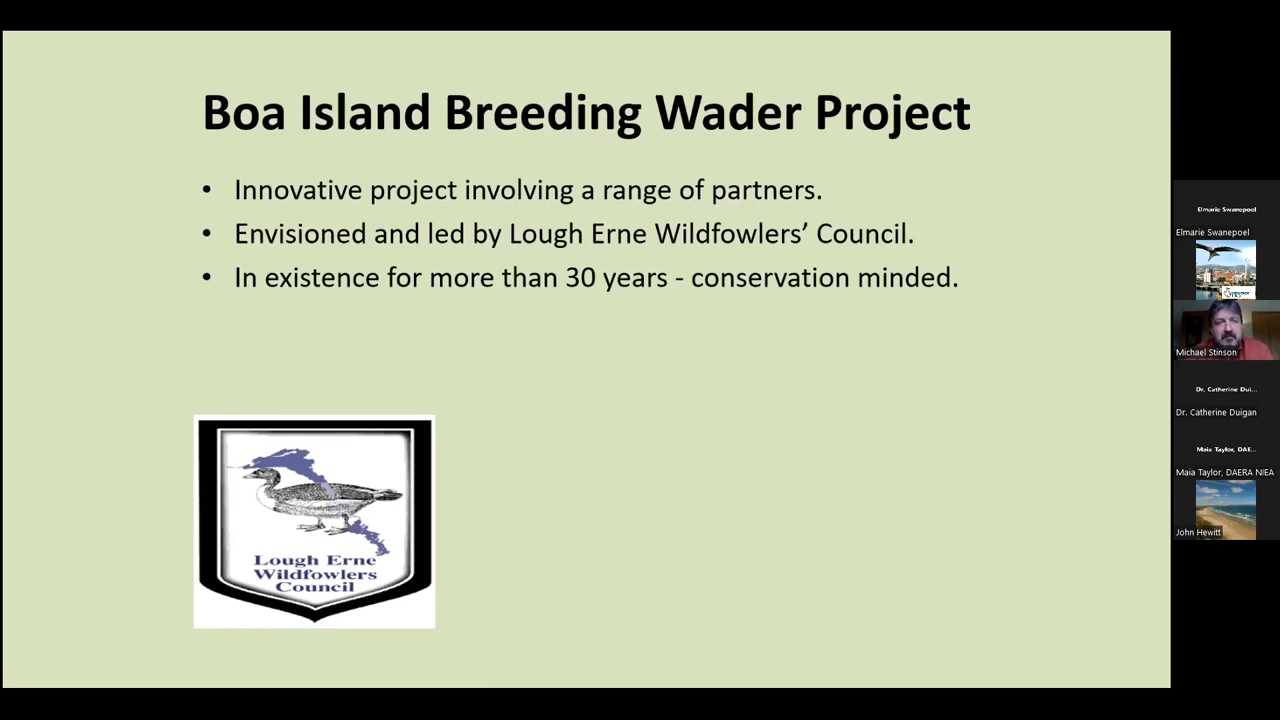 Boa Island Breeding Wader Project
• Innovative project involving a range of partners.
• Envisioned and led by Lough Erne Wildfowlers’ Council.
• In existence for more than 30 years - conservation minded.
Lough Erne
Wildfowlers
Council
Elmarie Swanepoel
Elmarie Swanepoel
Michael Stinson
Dr. Catherine Dui...
Dr. Catherine Duigan
Maia Taylor, DAE...
Maia Taylor, DAERA NIEA
John Hewitt